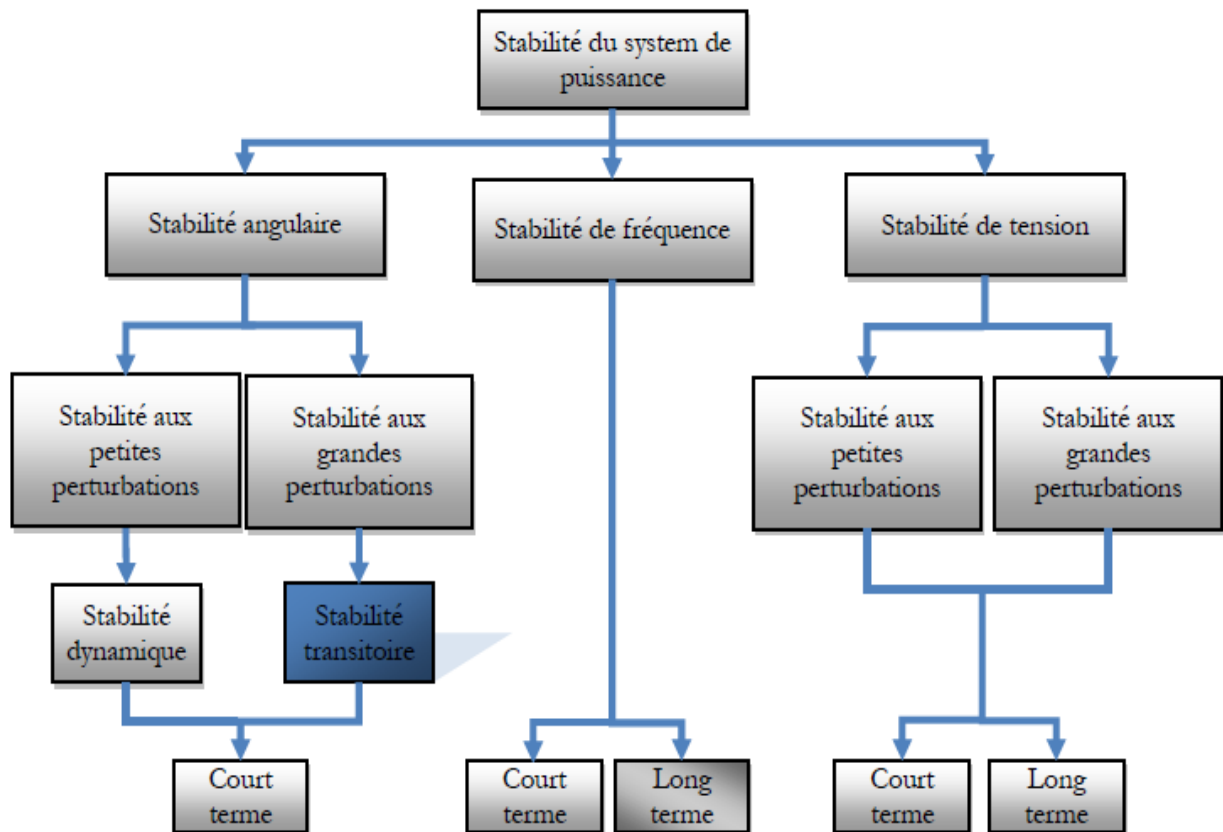 Stabilité du system de
puissance
Stabilité angulaire
Stabilité de fréquence
Stabilité de tension
Stabilité aux
petites
perturbations
Stabilité aux
grandes
perturbations
Stabilité aux
petites
perturbations
Stabilité aux
grandes
perturbations
Stabilité
dynamique
Stabilité
transitoire
Court
terme
Court
terme
Long
terme
Court
terme
Long
terme